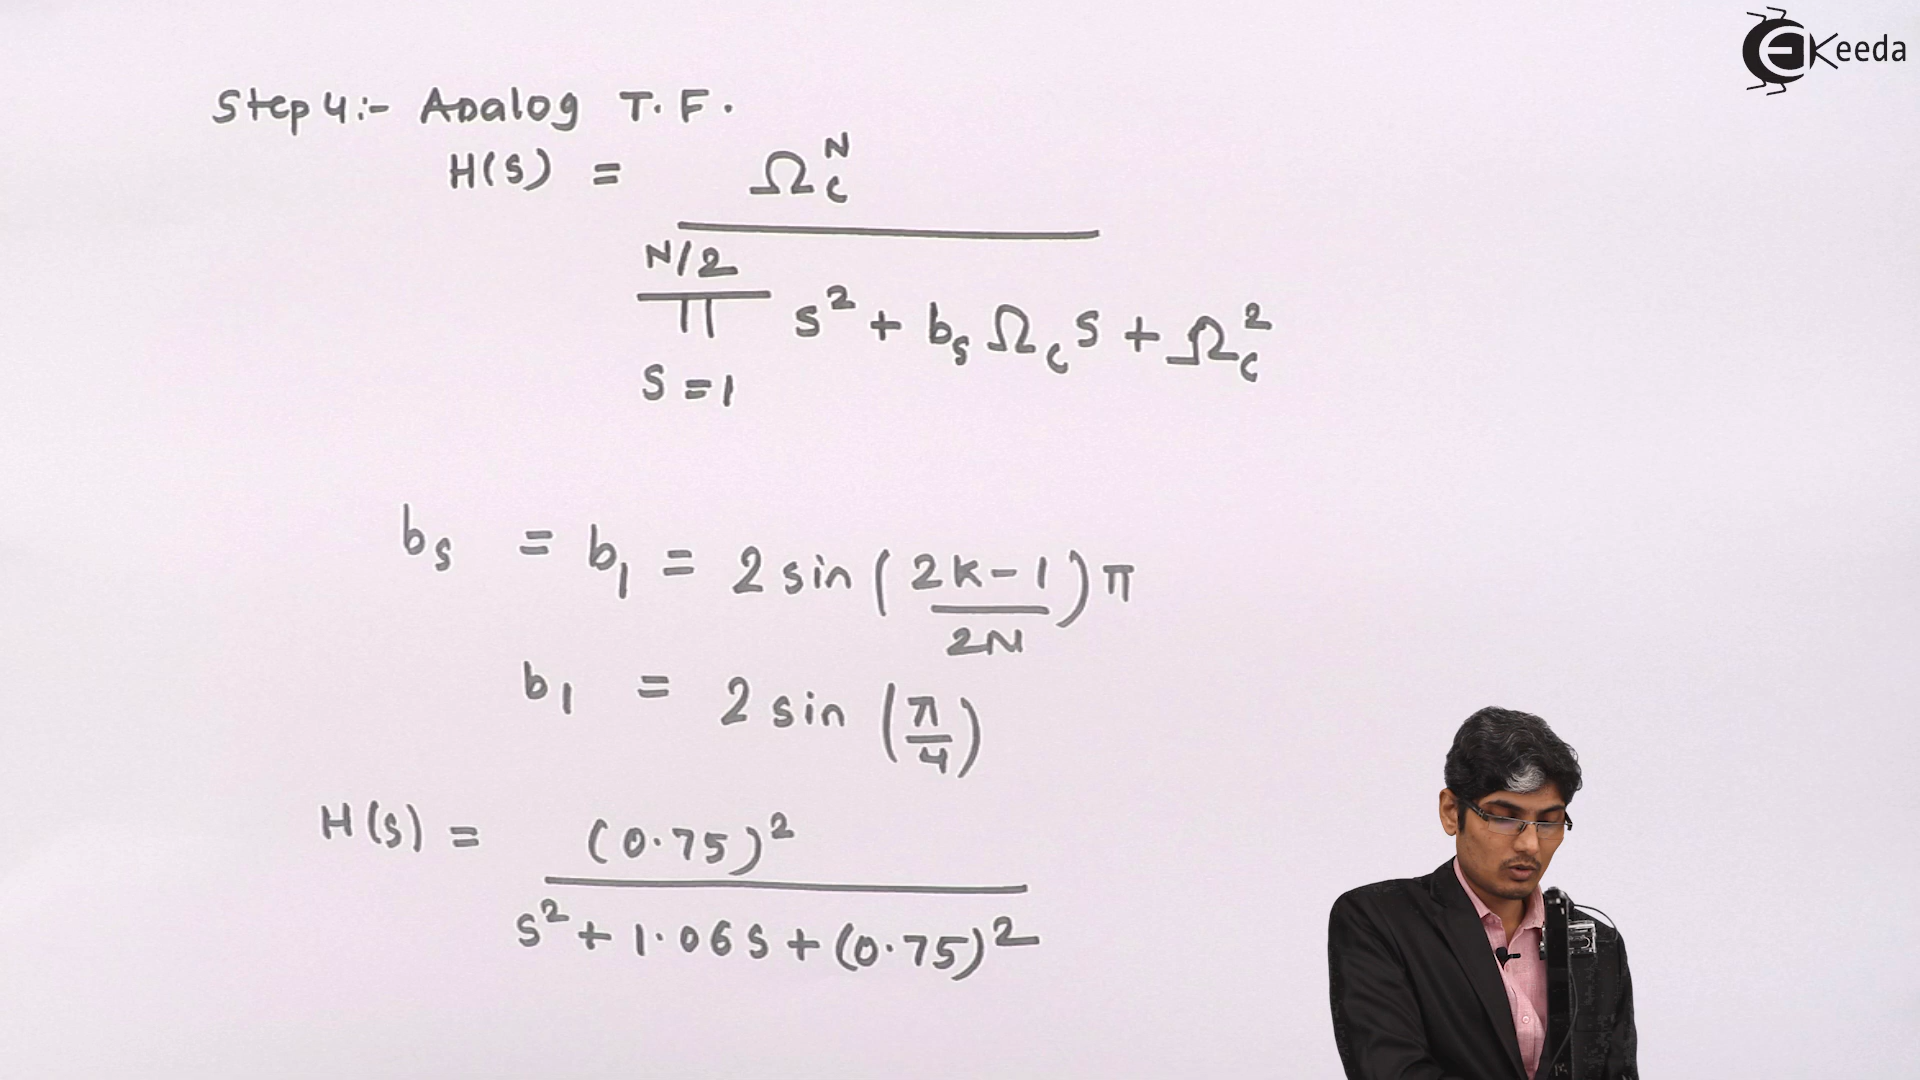 EKeeda
Step 4:- Analog T.F.
H(S) = Ω_c^N
N/2
π s² + b_s Ω_c s + Ω_c²
S=1
b_s = b_1 = 2 sin (2K-1)π
2N
b_1 = 2 sin (π/4)
H(s) = (0.75)²
s² + 1.06 s + (0.75)²